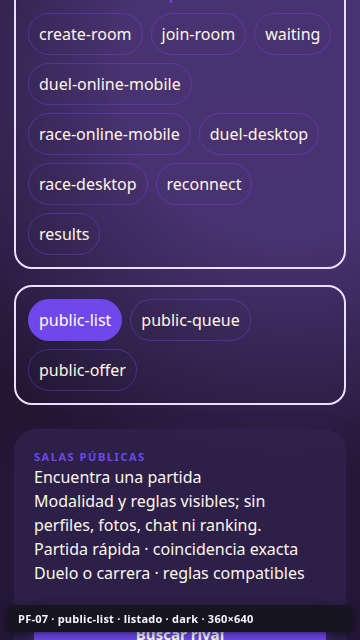 create-room join-room waiting
duel-online-mobile
race-online-mobile duel-desktop
race-desktop reconnect
results
public-list public-queue
public-offer
SALAS PÚBLICAS
Encuentra una partida
Modalidad y reglas visibles; sin
perfiles, fotos, chat ni ranking.
Partida rápida · coincidencia exacta
Duelo o carrera · reglas compatibles
PF-07 · public-list · listado · dark · 360×640
Buscar rival